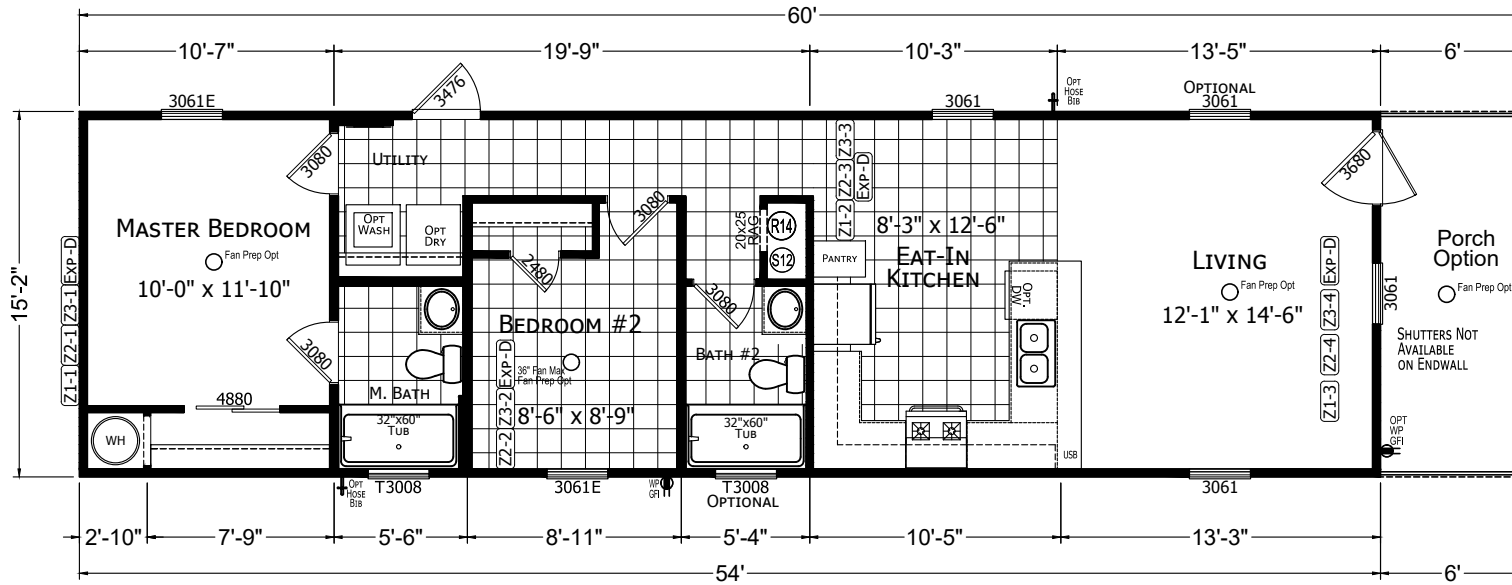 60'
10'-7" 19'-9" 10'-3" 13'-5" 6'
3061E
3476
3061
OPT
HOSE
BIB
OPTIONAL
3061
3080
UTILITY
3080
3680
Z1-2 Z2-3 Z3-3
EXP-D
15'-2"
MASTER BEDROOM
Fan Prep Opt
10'-0" x 11'-10"
Z1-1 Z2-1 Z3-1 EXP-D
OPT
WASH
OPT
DRY
2480
20x25
RAG
R14
S12
PANTRY
8'-3" x 12'-6"
EAT-IN
KITCHEN
OPT.
DW
LIVING
Fan Prep Opt
12'-1" x 14'-6"
Z1-3 Z2-4 Z3-4 EXP-D
3061
Porch
Option
Fan Prep Opt
SHUTTERS NOT
AVAILABLE
ON ENDWALL
3080
M. BATH
BEDROOM #2
36" Fan Max
Fan Prep Opt
8'-6" x 8'-9"
Z2-2 Z3-2 EXP-D
3080
BATH #2
4880
WH
32"x60"
TUB
32"x60"
TUB
USB
OPT
WP
GFI
OPT
HOSE
BIB
T3008
3061E
WP
GFI
T3008
OPTIONAL
3061
2'-10" 7'-9" 5'-6" 8'-11" 5'-4" 10'-5" 13'-3"
54' 6'